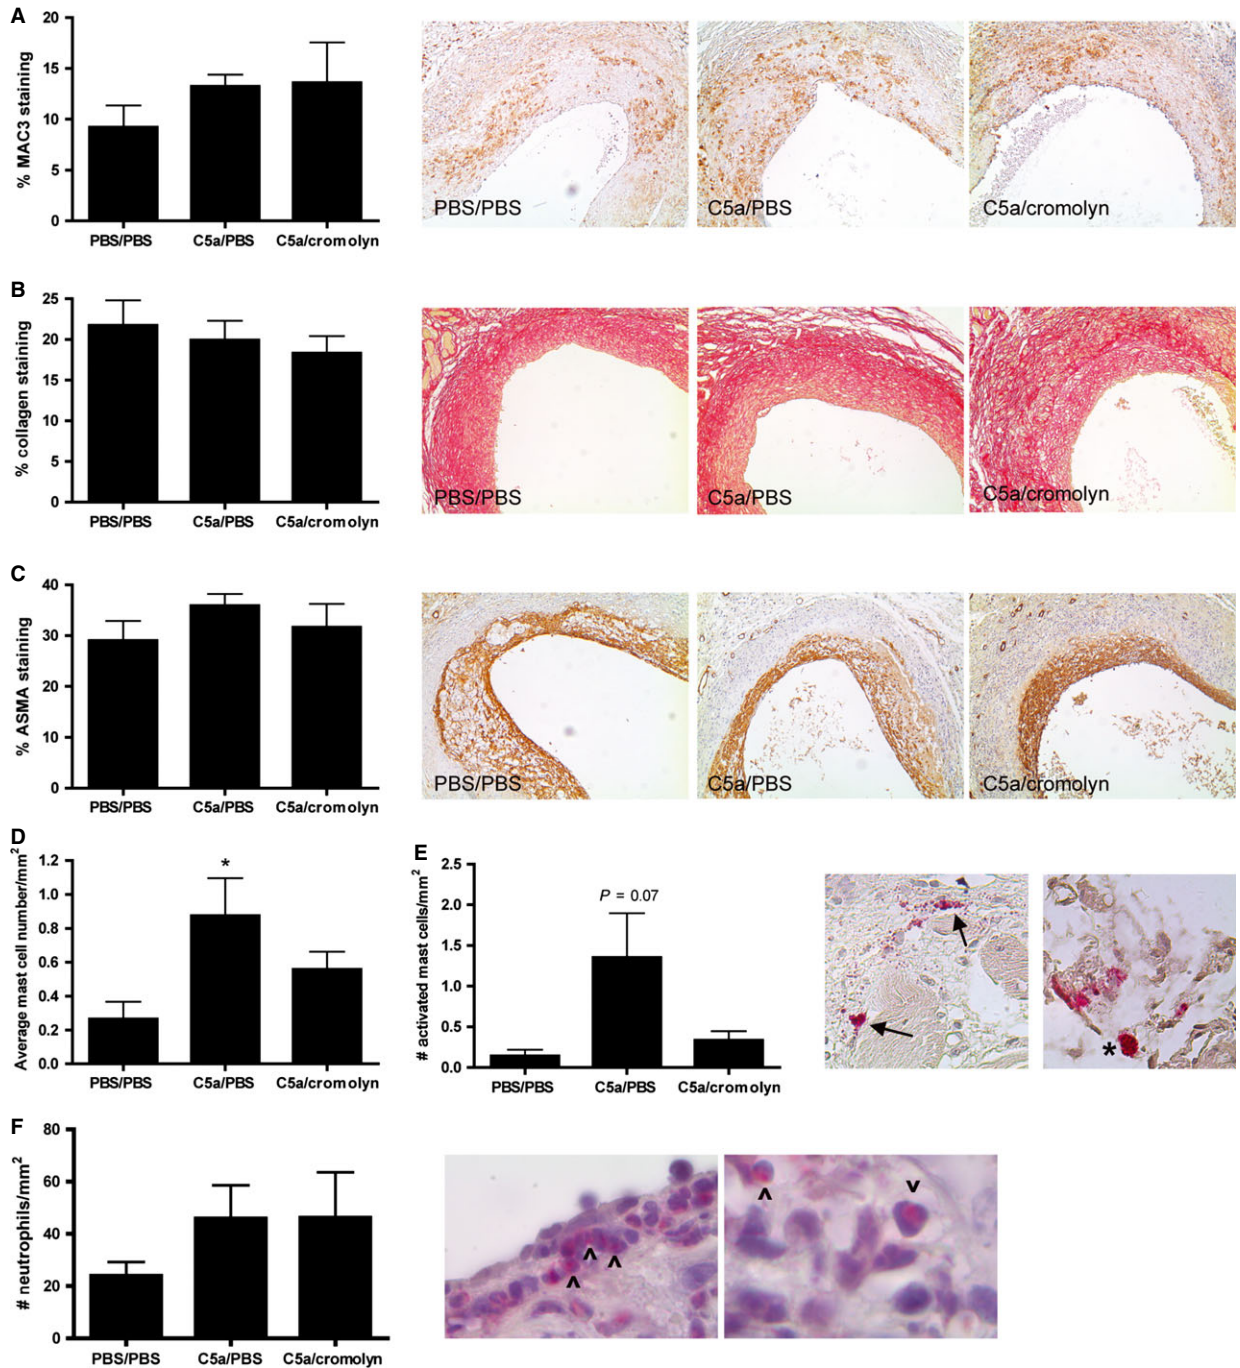 A
% MAC3 staining
20
15
10
5
0
PBS/PBS C5a/PBS C5a/cromolyn
PBS/PBS
C5a/PBS
C5a/cromolyn
B
% collagen staining
25
20
15
10
5
0
PBS/PBS C5a/PBS C5a/cromolyn
PBS/PBS
C5a/PBS
C5a/cromolyn
C
% ASMA staining
40
30
20
10
0
PBS/PBS C5a/PBS C5a/cromolyn
PBS/PBS
C5a/PBS
C5a/cromolyn
D
Average mast cell number/mm²
1.2
1.0
0.8
0.6
0.4
0.2
0.0
*
PBS/PBS C5a/PBS C5a/cromolyn
E
# activated mast cells/mm²
2.5
2.0
1.5
1.0
0.5
0.0
P = 0.07
PBS/PBS C5a/PBS C5a/cromolyn
*
F
# neutrophils/mm²
80
60
40
20
0
PBS/PBS C5a/PBS C5a/cromolyn